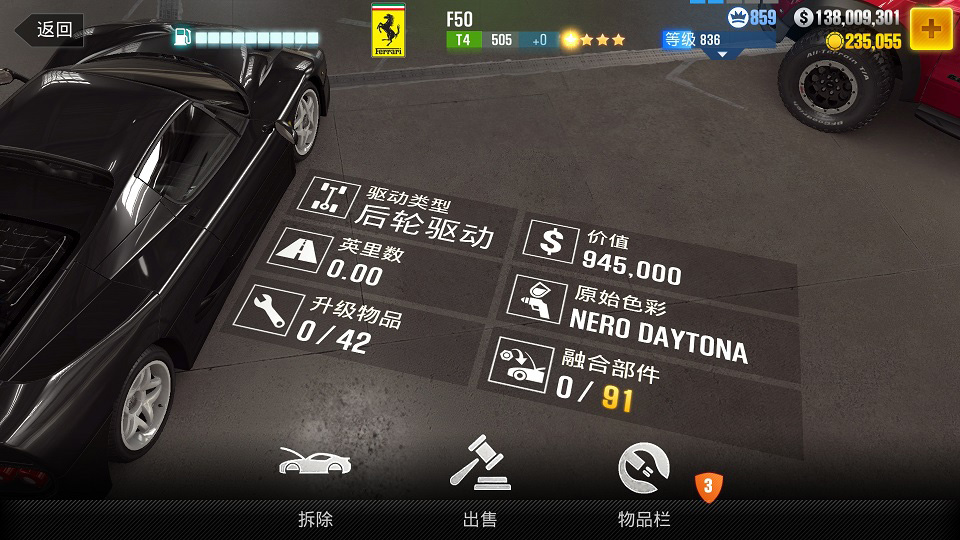 返回
Ferrari
F50
T4 505 +0
等级 836
859
138,009,301
235,055
All-Terrain T/A
驱动类型
后轮驱动
英里数
0.00
升级物品
0/42
价值
945,000
原始色彩
NERO DAYTONA
融合部件
0/ 91
拆除
出售
物品栏
3